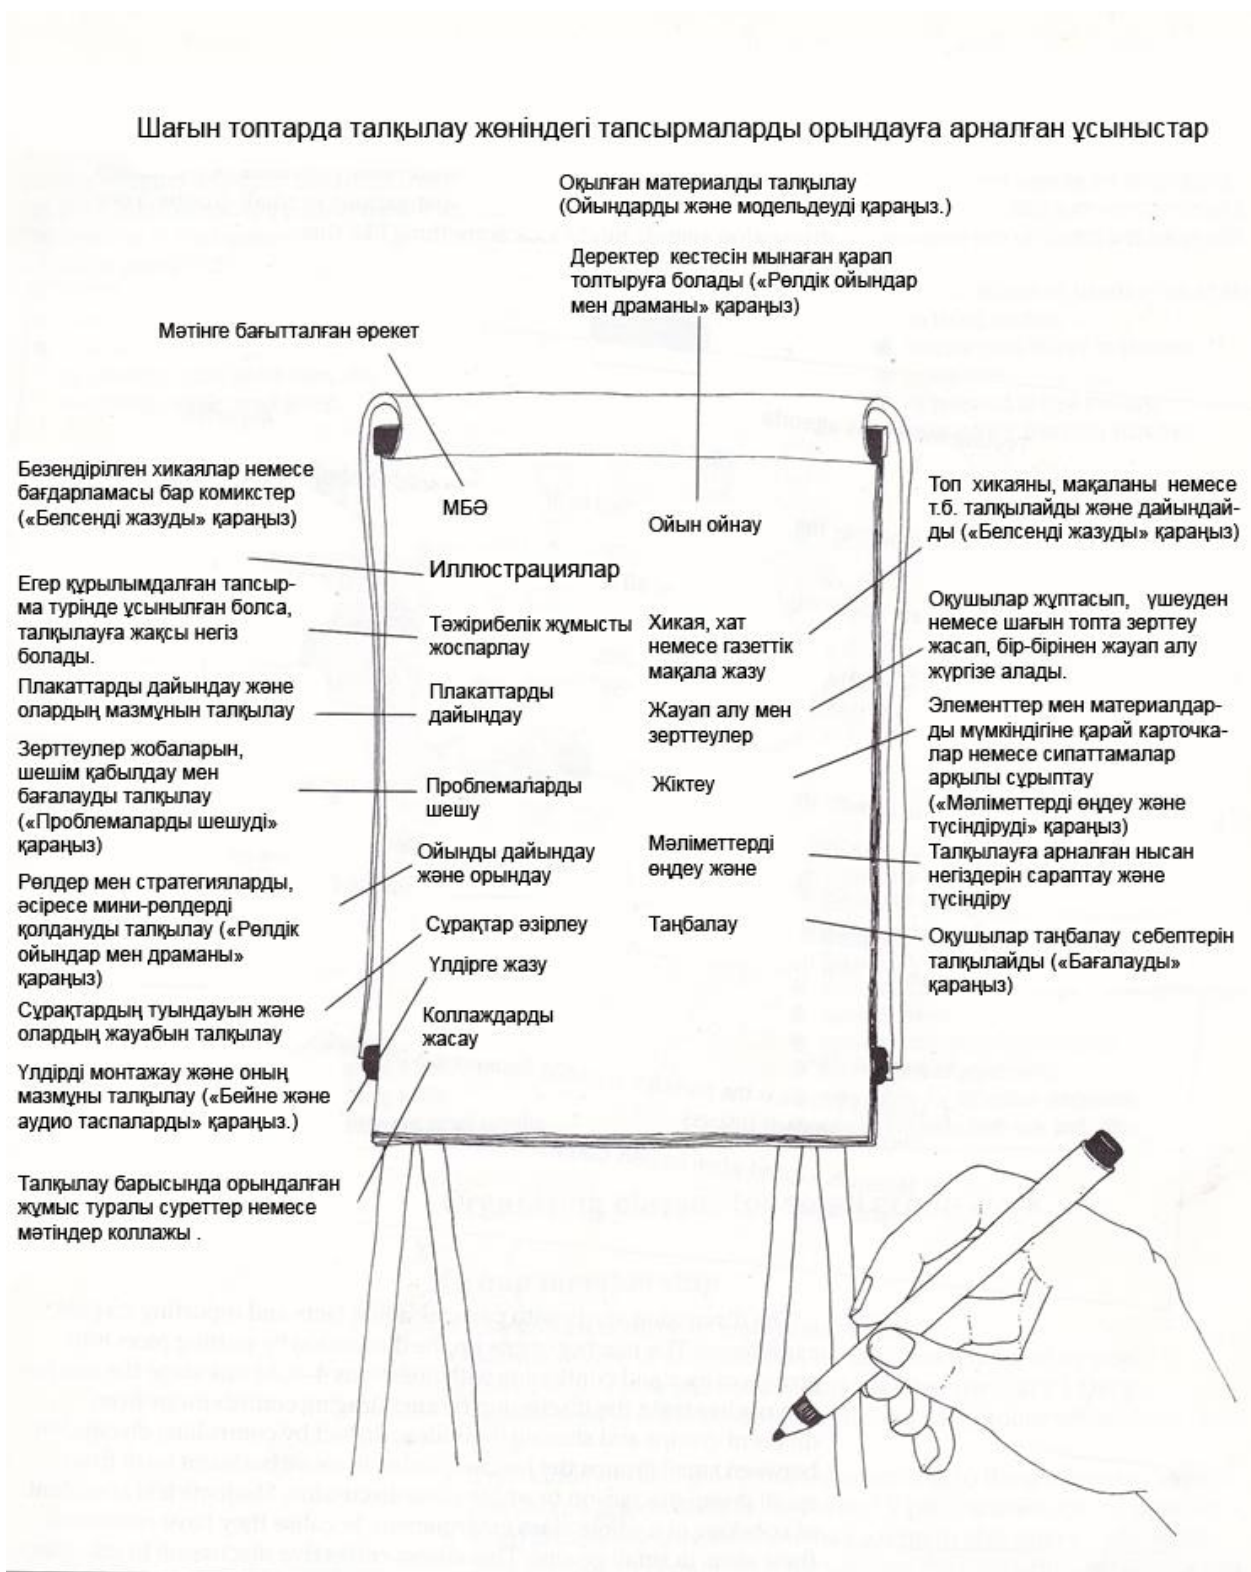 Шағын топтарда талқылау жөніндегі тапсырмаларды орындауға арналған ұсыныстар
Оқылған материалды талқылау
(Ойындарды және модельдеуді қараңыз.)
Деректер кестесін мынаған қарап
толтыруға болады («Рөлдік ойындар
мен драманы» қараңыз)
Мәтінге бағытталған әрекет
Безендірілген хикаялар немесе
бағдарламасы бар комикстер
(«Белсенді жазуды» қараңыз)
Егер құрылымдалған тапсыр-
ма түрінде ұсынылған болса,
талқылауға жақсы негіз
болады.
Плакаттарды дайындау және
олардың мазмұнын талқылау
Зерттеулер жобаларын,
шешім қабылдау мен
бағалауды талқылау
(«Проблемаларды шешуді»
қараңыз)
Рөлдер мен стратегияларды,
әсіресе мини-рөлдерді
қолдануды талқылау («Рөлдік
ойындар мен драманы»
қараңыз)
Сұрақтардың туындауын және
олардың жауабын талқылау
Үлдірді монтажау және оның
мазмұны талқылау («Бейне және
аудио таспаларды» қараңыз.)
Талқылау барысында орындалған
жұмыс туралы суреттер немесе
мәтіндер коллажы .
МБӘ
Иллюстрациялар
Тәжірибелік жұмысты
жоспарлау
Плакаттарды
дайындау
Проблемаларды
шешу
Ойынды дайындау
және орындау
Сұрақтар әзірлеу
Үлдірге жазу
Коллаждарды
жасау
Ойын ойнау
Хикая, хат
немесе газеттік
мақала жазу
Жауап алу мен
зерттеулер
Жіктеу
Мәліметтерді
өңдеу және
Таңбалау
Топ хикаяны, мақаланы немесе
т.б. талқылайды және дайындай-
ды («Белсенді жазуды» қараңыз)
Оқушылар жұптасып, үшеуден
немесе шағын топта зерттеу
жасап, бір-бірінен жауап алу
жүргізе алады.
Элементтер мен материалдар-
ды мүмкіндігіне қарай карточка-
лар немесе сипаттамалар
арқылы сұрыптау
(«Мәліметтерді өңдеу және
түсіндіруді» қараңыз)
Талқылауға арналған нысан
негіздерін сараптау және
түсіндіру
Оқушылар таңбалау себептерін
талқылайды («Бағалауды»
қараңыз)